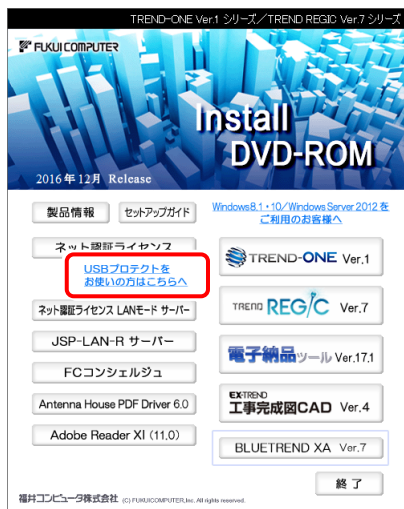 TREND-ONE Ver.1 シリーズ／TREND REGIC Ver.7 シリーズ
FUKUI COMPUTER
Install
DVD-ROM
2016年12月 Release
製品情報
セットアップガイド
Windows8.1・10／Windows Server 2012 を
ご利用のお客様へ
ネット認証ライセンス
USBプロテクトを
お使いの方はこちらへ
ネット認証ライセンス LANモード サーバー
JSP-LAN-R サーバー
FCコンシェルジュ
Antenna House PDF Driver 6.0
Adobe Reader XI (11.0)
TREND-ONE Ver.1
TREND REGIC Ver.7
電子納品ツール Ver.17.1
EX-TREND
工事完成図CAD Ver.4
BLUETREND XA Ver.7
終了
福井コンピュータ株式会社 (C) FUKUI COMPUTER, Inc. All rights reserved.